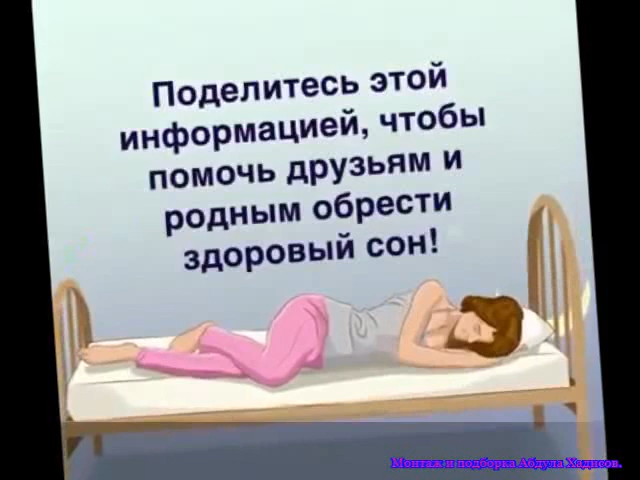 Поделитесь этой
информацией, чтобы
помочь друзьям и
родным обрести
здоровый сон!
Монтаж и подборка Абдула Хадисов.